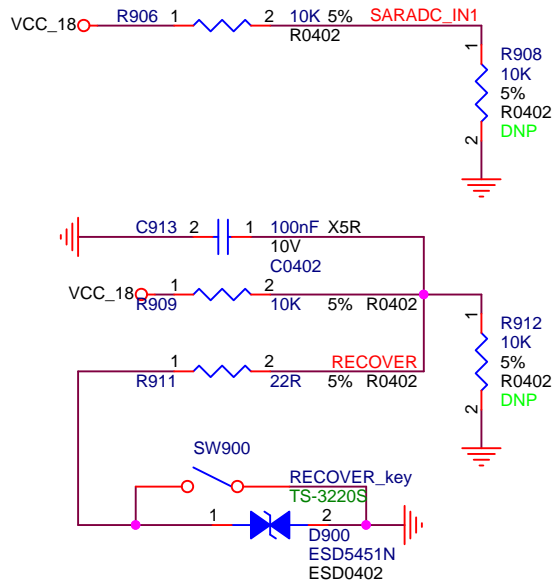 VCC_18 R906 1 2 10K 5% SARADC_IN1
R0402
1 R908
10K
5%
R0402
2 DNP
C913 2 1 100nF X5R
10V
C0402
VCC_18 R909 1 2 10K 5% R0402
1 R912
10K
5%
R0402
2 DNP
R911 1 2 22R RECOVER
5% R0402
SW900
RECOVER_key
TS-3220S
1 2
D900
ESD5451N
ESD0402